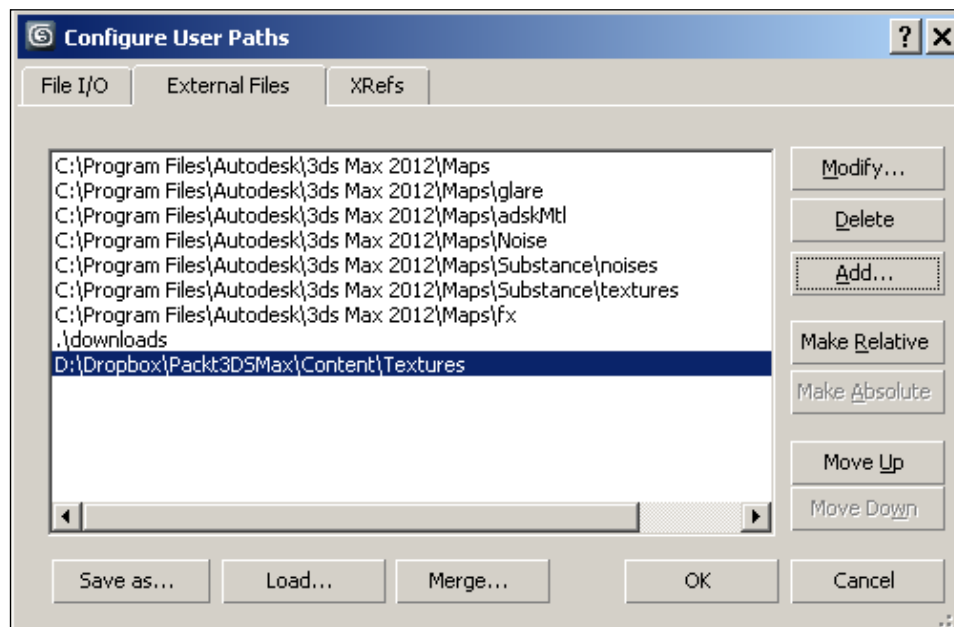 Configure User Paths
File I/O External Files XRefs
C:\Program Files\Autodesk\3ds Max 2012\Maps
C:\Program Files\Autodesk\3ds Max 2012\Maps\glare
C:\Program Files\Autodesk\3ds Max 2012\Maps\adskMtl
C:\Program Files\Autodesk\3ds Max 2012\Maps\Noise
C:\Program Files\Autodesk\3ds Max 2012\Maps\Substance\noises
C:\Program Files\Autodesk\3ds Max 2012\Maps\Substance\textures
C:\Program Files\Autodesk\3ds Max 2012\Maps\fx
.\downloads
D:\Dropbox\Packt3DSMax\Content\Textures
Modify...
Delete
Add...
Make Relative
Make Absolute
Move Up
Move Down
Save as... Load... Merge... OK Cancel